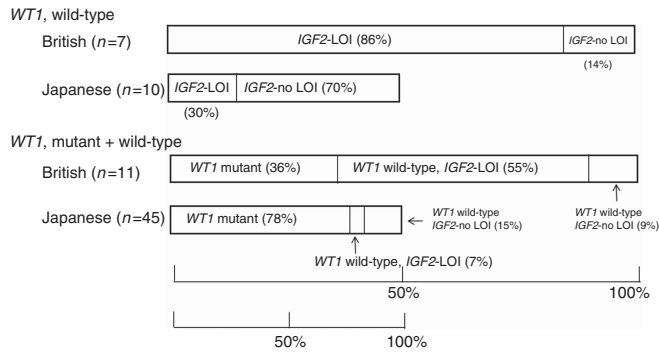 WT1, wild-type
British (n=7)
IGF2-LOI (86%)
IGF2-no LOI
(14%)
Japanese (n=10)
IGF2-LOI
IGF2-no LOI (70%)
(30%)
WT1, mutant + wild-type
British (n=11)
WT1 mutant (36%)
WT1 wild-type, IGF2-LOI (55%)
WT1 wild-type
IGF2-no LOI (9%)
Japanese (n=45)
WT1 mutant (78%)
WT1 wild-type
IGF2-no LOI (15%)
WT1 wild-type, IGF2-LOI (7%)
50%
100%
50%
100%